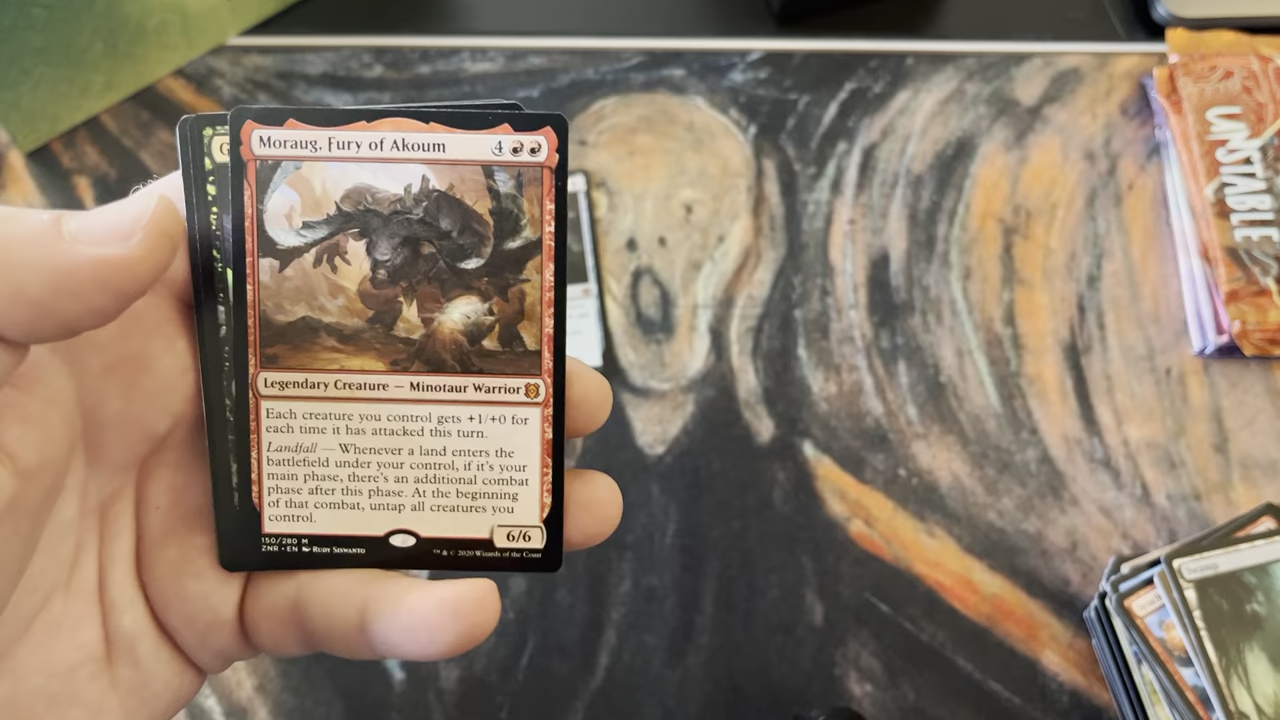 Moraug, Fury of Akoum 4
Legendary Creature — Minotaur Warrior
Each creature you control gets +1/+0 for
each time it has attacked this turn.
Landfall — Whenever a land enters the
battlefield under your control, if it's your
main phase, there's an additional combat
phase after this phase. At the beginning
of that combat, untap all creatures you
control.
6/6
150/280 M
ZNR • EN Rudy Siswanto
™ & © 2020 Wizards of the Coast
G
UNSTABLE
Swamp